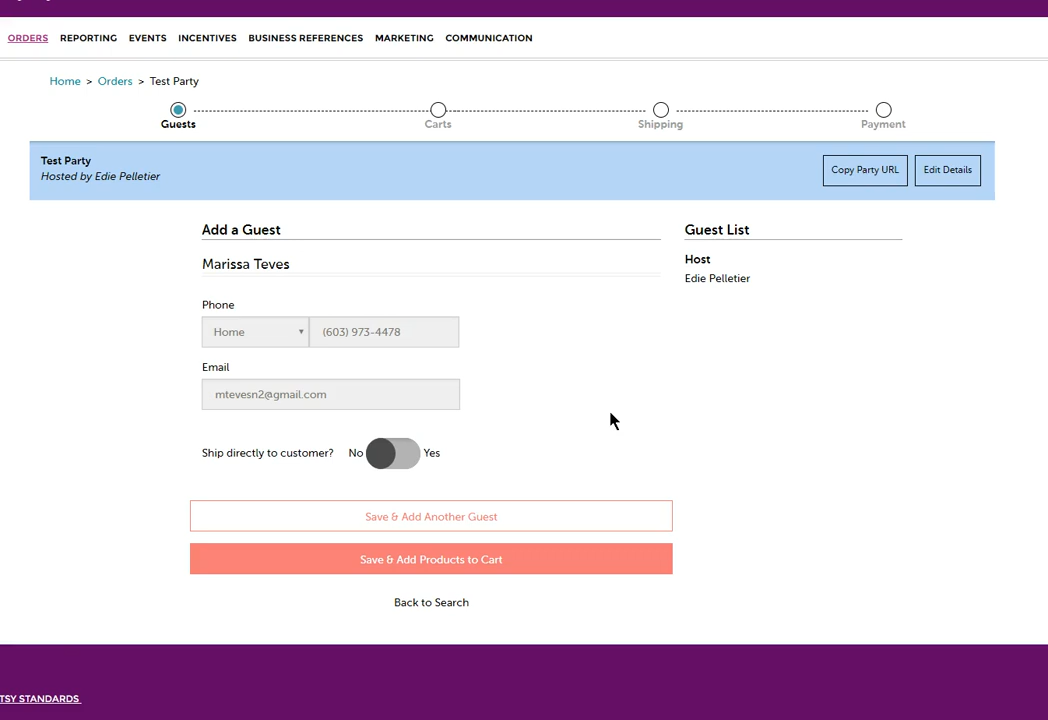 ORDERS REPORTING EVENTS INCENTIVES BUSINESS REFERENCES MARKETING COMMUNICATION
Home > Orders > Test Party
Guests Carts Shipping Payment
Test Party
Hosted by Edie Pelletier
Copy Party URL Edit Details
Add a Guest
Guest List
Marissa Teves
Host
Edie Pelletier
Phone
Home (603) 973-4478
Email
mtevesn2@gmail.com
Ship directly to customer? No Yes
Save & Add Another Guest
Save & Add Products to Cart
Back to Search
TSY STANDARDS